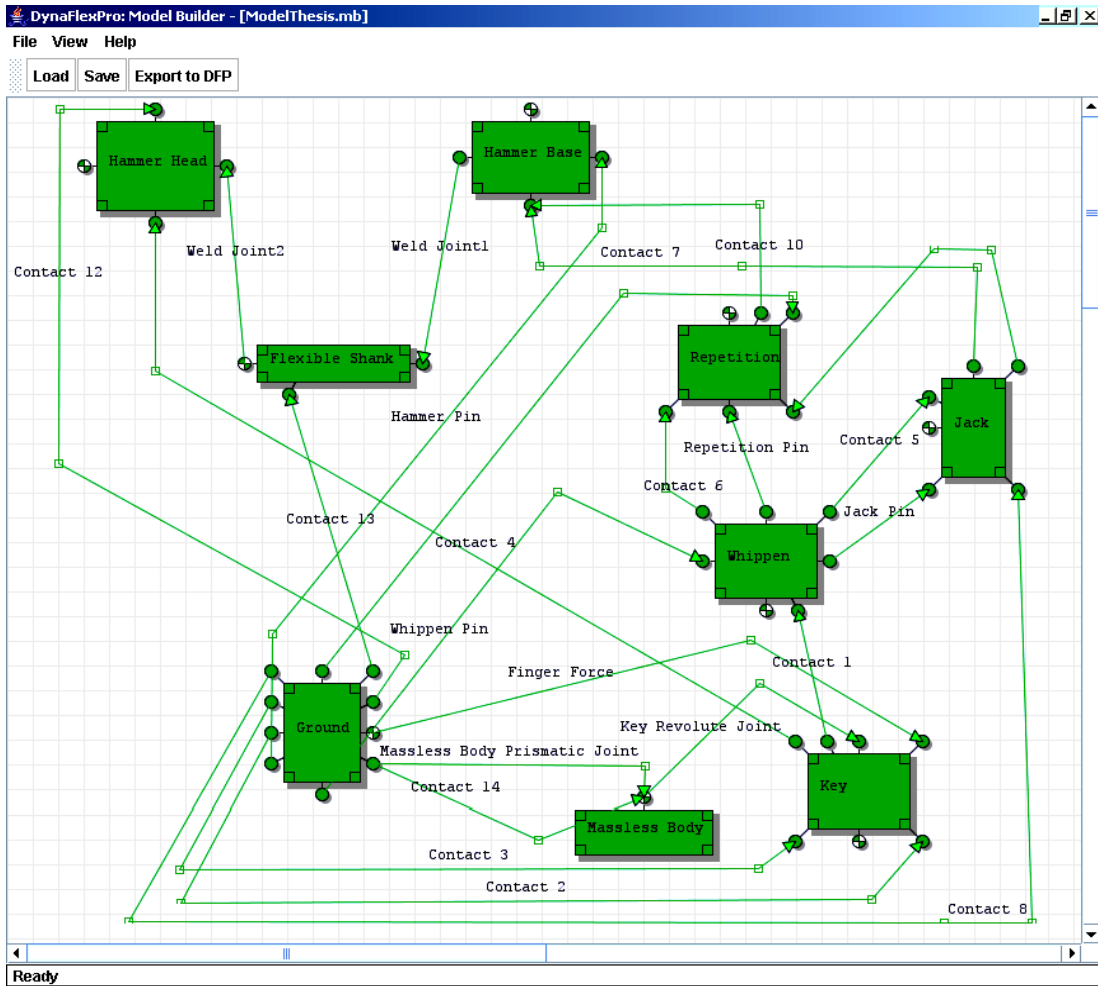 DynaFlexPro: Model Builder - [ModelThesis.mb]
File View Help
Load Save Export to DFP
Hammer Head
Hammer Base
Weld Joint2
Weld Joint1
Contact 7
Contact 10
Contact 12
Flexible Shank
Repetition
Hammer Pin
Jack
Contact 5
Repetition Pin
Contact 6
Jack Pin
Contact 13
Contact 4
Whippen
Whippen Pin
Finger Force
Contact 1
Ground
Key Revolute Joint
Massless Body Prismatic Joint
Contact 14
Key
Massless Body
Contact 3
Contact 2
Contact 8
Ready